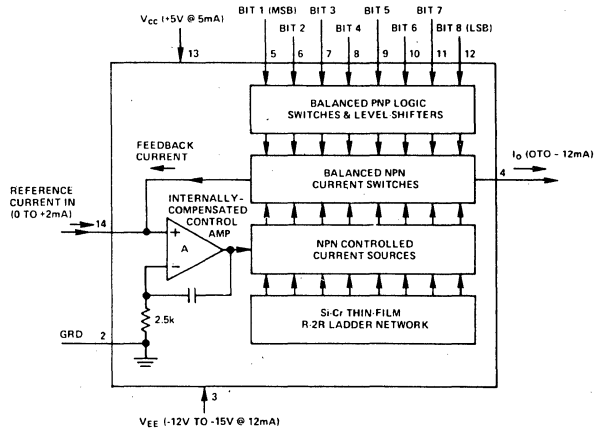 VCC (+5V @ 5mA)
BIT 1 (MSB)
BIT 3
BIT 5
BIT 7
BIT 2
BIT 4
BIT 6
BIT 8 (LSB)
13
5
6
7
8
9
10
11
12
BALANCED PNP LOGIC
SWITCHES & LEVEL-SHIFTERS
FEEDBACK
CURRENT
BALANCED NPN
CURRENT SWITCHES
4
IO (0TO - 12mA)
REFERENCE
CURRENT IN
(0 TO +2mA)
14
INTERNALLY-
COMPENSATED
CONTROL
AMP
+
A
−
NPN CONTROLLED
CURRENT SOURCES
2.5k
Si-Cr THIN-FILM
R-2R LADDER NETWORK
GRD
2
3
VEE (-12V TO -15V @ 12mA)